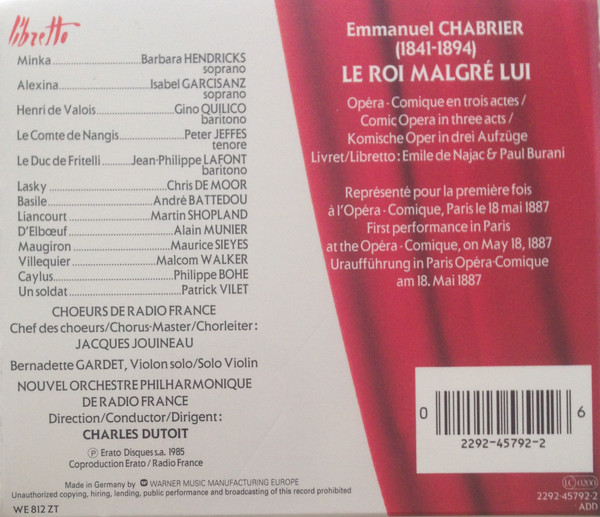 libretto
Minka...........................Barbara HENDRICKS
soprano
Alexina...........................Isabel GARCISANZ
soprano
Henri de Valois...........................Gino QUILICO
baritono
Le Comte de Nangis...........................Peter JEFFES
tenore
Le Duc de Fritelli...........Jean-Philippe LAFONT
baritono
Lasky...........................Chris DE MOOR
Basile...........................André BATTEDOU
Liancourt...........................Martin SHOPLAND
D'Elbœuf...........................Alain MUNIER
Maugiron...........................Maurice SIEYES
Villequier...........................Malcom WALKER
Caylus...........................Philippe BOHE
Un soldat...........................Patrick VILET
CHOEURS DE RADIO FRANCE
Chef des choeurs/Chorus-Master/Chorleiter:
JACQUES JOUINEAU
Bernadette GARDET, Violon solo/Solo Violin
NOUVEL ORCHESTRE PHILHARMONIQUE
DE RADIO FRANCE
Direction/Conductor/Dirigent:
CHARLES DUTOIT
Ⓟ Erato Disques s.a. 1985
Coproduction Erato / Radio France
Made in Germany by WARNER MUSIC MANUFACTURING EUROPE
Unauthorized copying, hiring, lending, public performance and broadcasting of this record prohibited
WE 812 ZT
Emmanuel CHABRIER
(1841-1894)
LE ROI MALGRÉ LUI
Opéra-Comique en trois actes/
Comic Opera in three acts/
Komische Oper in drei Aufzüge
Livret/Libretto: Emile de Najac & Paul Burani
Représenté pour la première fois
à l'Opéra-Comique, Paris le 18 mai 1887
First performance in Paris
at the Opéra-Comique, on May 18, 1887
Uraufführung in Paris Opéra-Comique
am 18. Mai 1887
0 6
2292-45792-2
LC 0200
2292-45792-2
ADD